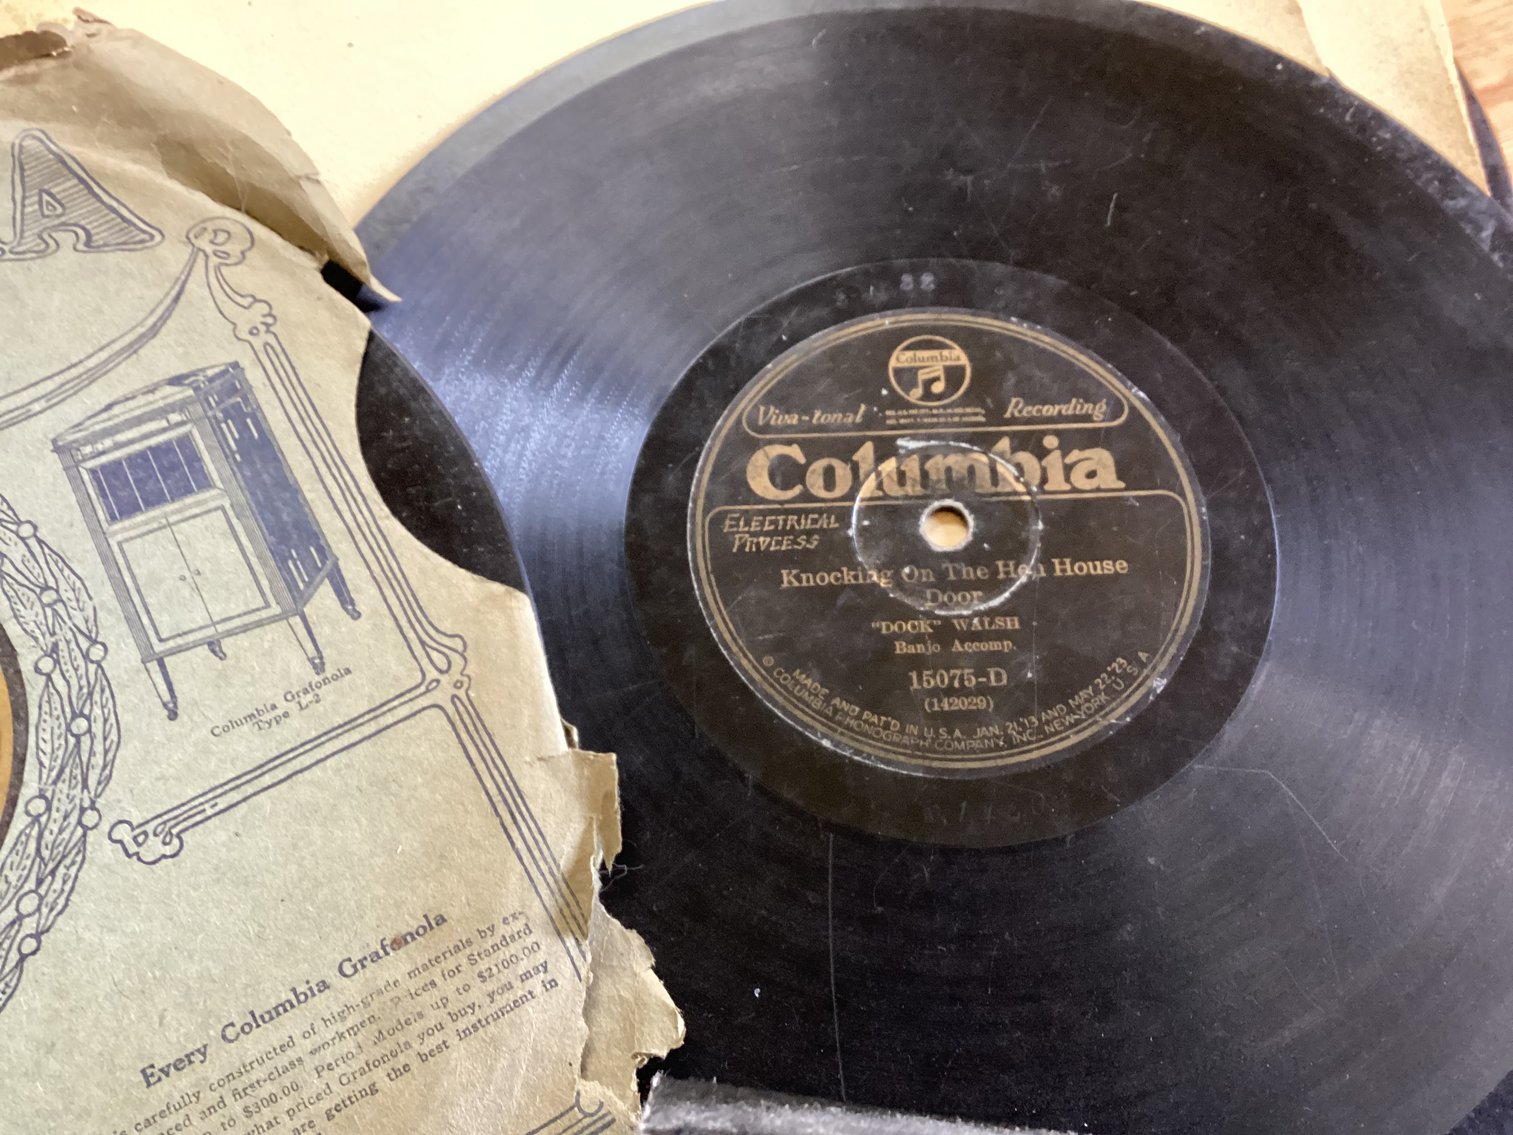 A
Columbia Grafonola
Type L-2
Every Columbia Grafonola
is carefully constructed of high-grade materials by ex-
and first-class workmen, prices for Standard
to $300.00. Period Models up to $2100.00
what priced Grafonola you buy, you may
are getting the best instrument in
32
Columbia
Viva-tonal Recording
Columbia
ELECTRICAL
PROCESS
Knocking On The Hen House
Door
"DOCK" WALSH
Banjo Accomp.
15075-D
(142029)
MADE AND PAT'D IN U.S.A. JAN. 21,'13 AND MAY 22,'23
© COLUMBIA PHONOGRAPH COMPANY, INC., NEW YORK, U.S.A